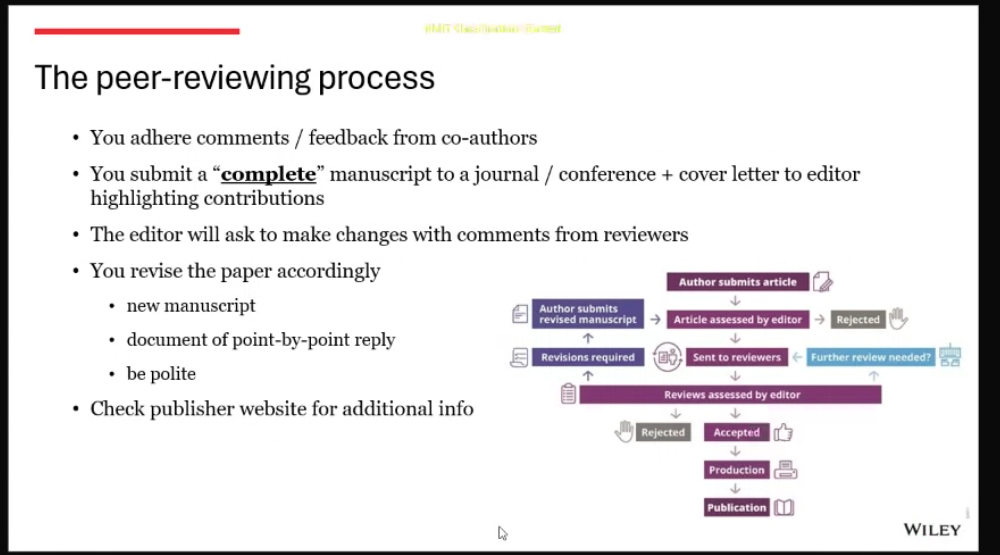 The peer-reviewing process
• You adhere comments / feedback from co-authors
• You submit a “complete” manuscript to a journal / conference + cover letter to editor
highlighting contributions
• The editor will ask to make changes with comments from reviewers
• You revise the paper accordingly
• new manuscript
• document of point-by-point reply
• be polite
• Check publisher website for additional info
Author submits article
Author submits
revised manuscript
Article assessed by editor
Rejected
Revisions required
Sent to reviewers
Further review needed?
Reviews assessed by editor
Rejected
Accepted
Production
Publication
WILEY